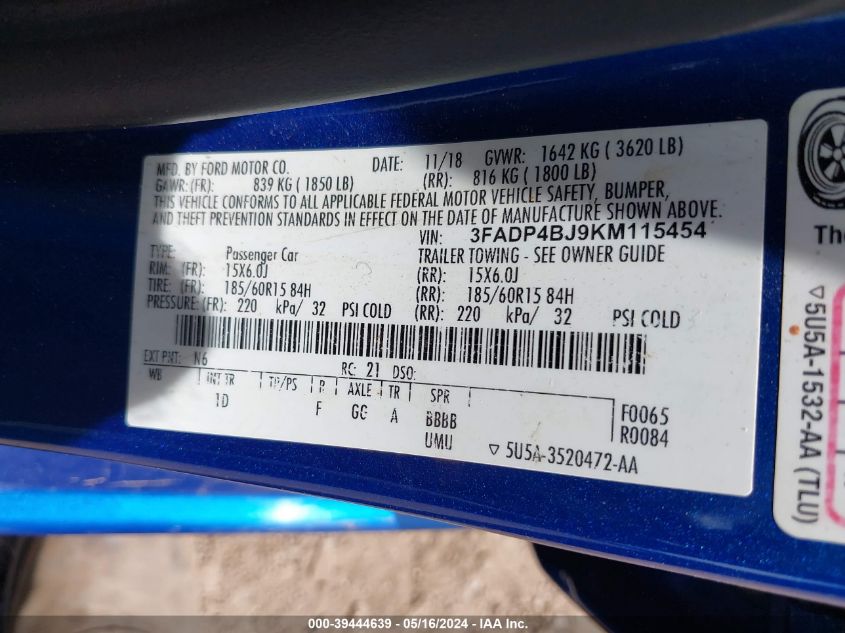 MFD. BY FORD MOTOR CO. DATE: 11/18 GVWR: 1642 KG ( 3620 LB)
GAWR: (FR): 839 KG ( 1850 LB) (RR): 816 KG ( 1800 LB)
THIS VEHICLE CONFORMS TO ALL APPLICABLE FEDERAL MOTOR VEHICLE SAFETY, BUMPER,
AND THEFT PREVENTION STANDARDS IN EFFECT ON THE DATE OF MANUFACTURE SHOWN ABOVE.
VIN: 3FADP4BJ9KM115454
TYPE: Passenger Car TRAILER TOWING - SEE OWNER GUIDE
RIM: (FR): 15X6.0J (RR): 15X6.0J
TIRE: (FR): 185/60R15 84H (RR): 185/60R15 84H
PRESSURE: (FR): 220 kPa/ 32 PSI COLD (RR): 220 kPa/ 32 PSI COLD
EXT PNT: N6 RC: 21 DSO:
WB INT TR TP/PS R AXLE TR SPR
1D F GG A BBBB F0065
UMU R0084
▽ 5U5A-3520472-AA
The
▽5U5A-1532-AA (TLU)
000-39444639 - 05/16/2024 - IAA Inc.